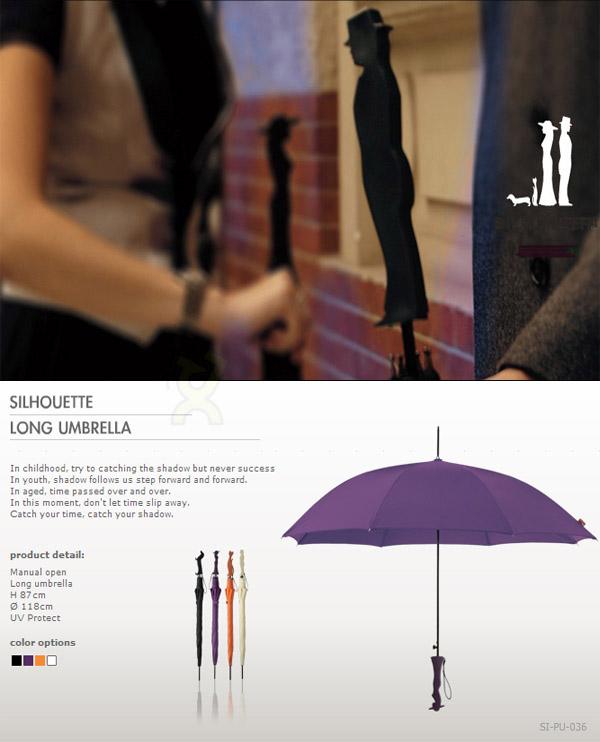 SILHOUETTE
LONG UMBRELLA
In childhood, try to catching the shadow but never success
In youth, shadow follows us step forward and forward.
In aged, time passed over and over.
In this moment, don't let time slip away.
Catch your time, catch your shadow.
product detail:
Manual open
Long umbrella
H 87cm
Ø 118cm
UV Protect
color options
SI-PU-036